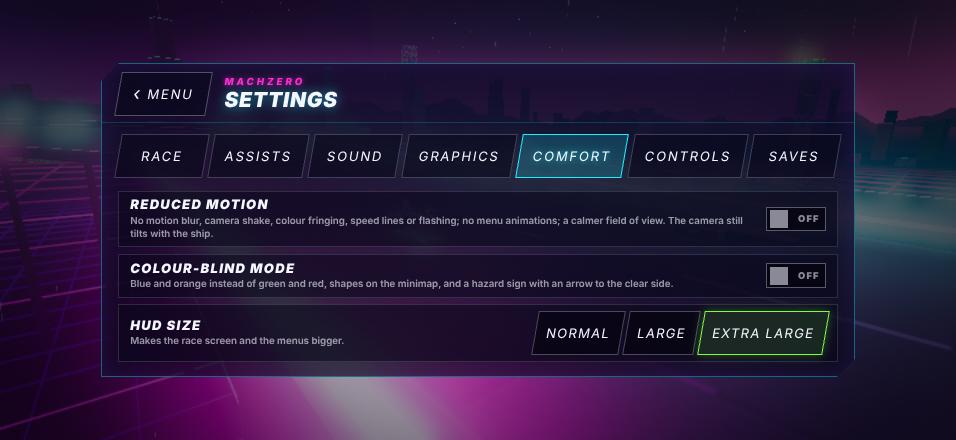 ‹ MENU
MACHZERO
SETTINGS
RACE
ASSISTS
SOUND
GRAPHICS
COMFORT
CONTROLS
SAVES
REDUCED MOTION
No motion blur, camera shake, colour fringing, speed lines or flashing; no menu animations; a calmer field of view. The camera still
tilts with the ship.
OFF
COLOUR-BLIND MODE
Blue and orange instead of green and red, shapes on the minimap, and a hazard sign with an arrow to the clear side.
OFF
HUD SIZE
Makes the race screen and the menus bigger.
NORMAL
LARGE
EXTRA LARGE